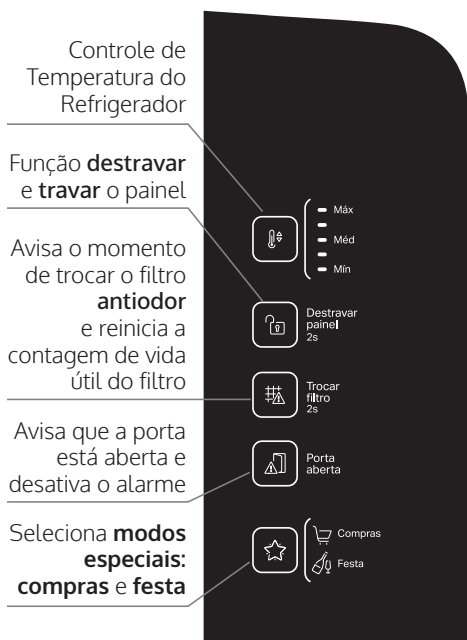 Controle de
Temperatura do
Refrigerador
Função destravar
e travar o painel
Avisa o momento
de trocar o filtro
antiodor
e reinicia a
contagem de vida
útil do filtro
Avisa que a porta
está aberta e
desativa o alarme
Seleciona modos
especiais:
compras e festa
Máx
Méd
Mín
Destravar
painel
2s
Trocar
filtro
2s
Porta
aberta
Compras
Festa